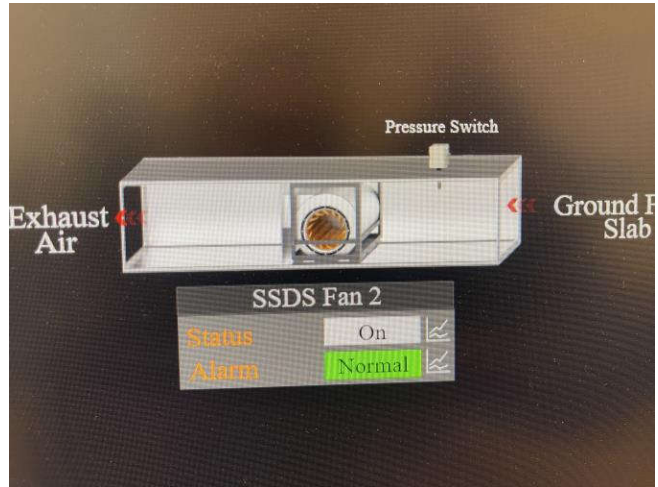 Pressure Switch
Exhaust
Air
Ground F
Slab
SSDS Fan 2
Status On
Alarm Normal